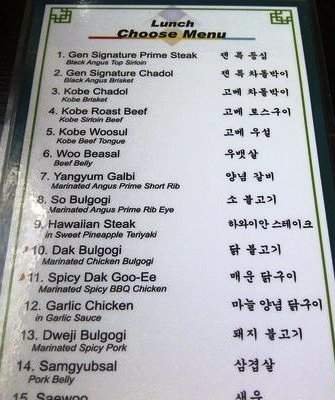 Lunch
Choose Menu
1. Gen Signature Prime Steak 덴 특 등심
Black Angus Top Sirloin
2. Gen Signature Chadol 덴 특 차돌박이
Black Angus Brisket
3. Kobe Chadol 고베 차돌박이
Kobe Brisket
4. Kobe Roast Beef 고베 로스구이
Kobe Sirloin Beef
5. Kobe Woosul 고베 우설
Kobe Beef Tongue
6. Woo Beasal 우뱃살
Beef Belly
7. Yangyum Galbi 양념 갈비
Marinated Angus Prime Short Rib
8. So Bulgogi 소 불고기
Marinated Angus Prime Rib Eye
9. Hawaiian Steak 하와이안 스테이크
in Sweet Pineapple Teriyaki
10. Dak Bulgogi 닭 불고기
Marinated Chicken Bulgogi
11. Spicy Dak Goo-Ee 매운 닭구이
Marinated Spicy BBQ Chicken
12. Garlic Chicken 마늘 양념 닭구이
in Garlic Sauce
13. Dweji Bulgogi 돼지 불고기
Marinated Spicy Pork
14. Samgyubsal 삼겹살
Pork Belly
15. Saewoo 새우